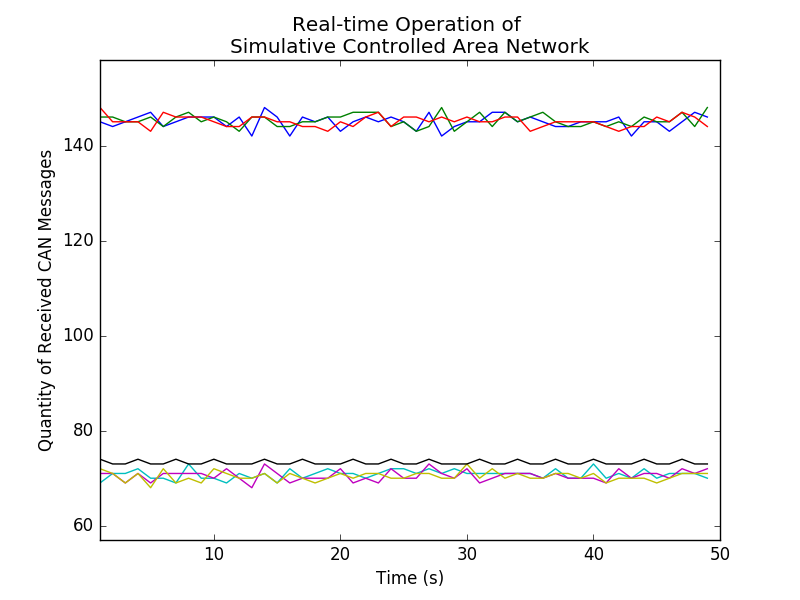 Real-time Operation of
Simulative Controlled Area Network
Quantity of Received CAN Messages
140
120
100
80
60
10 20 30 40 50
Time (s)